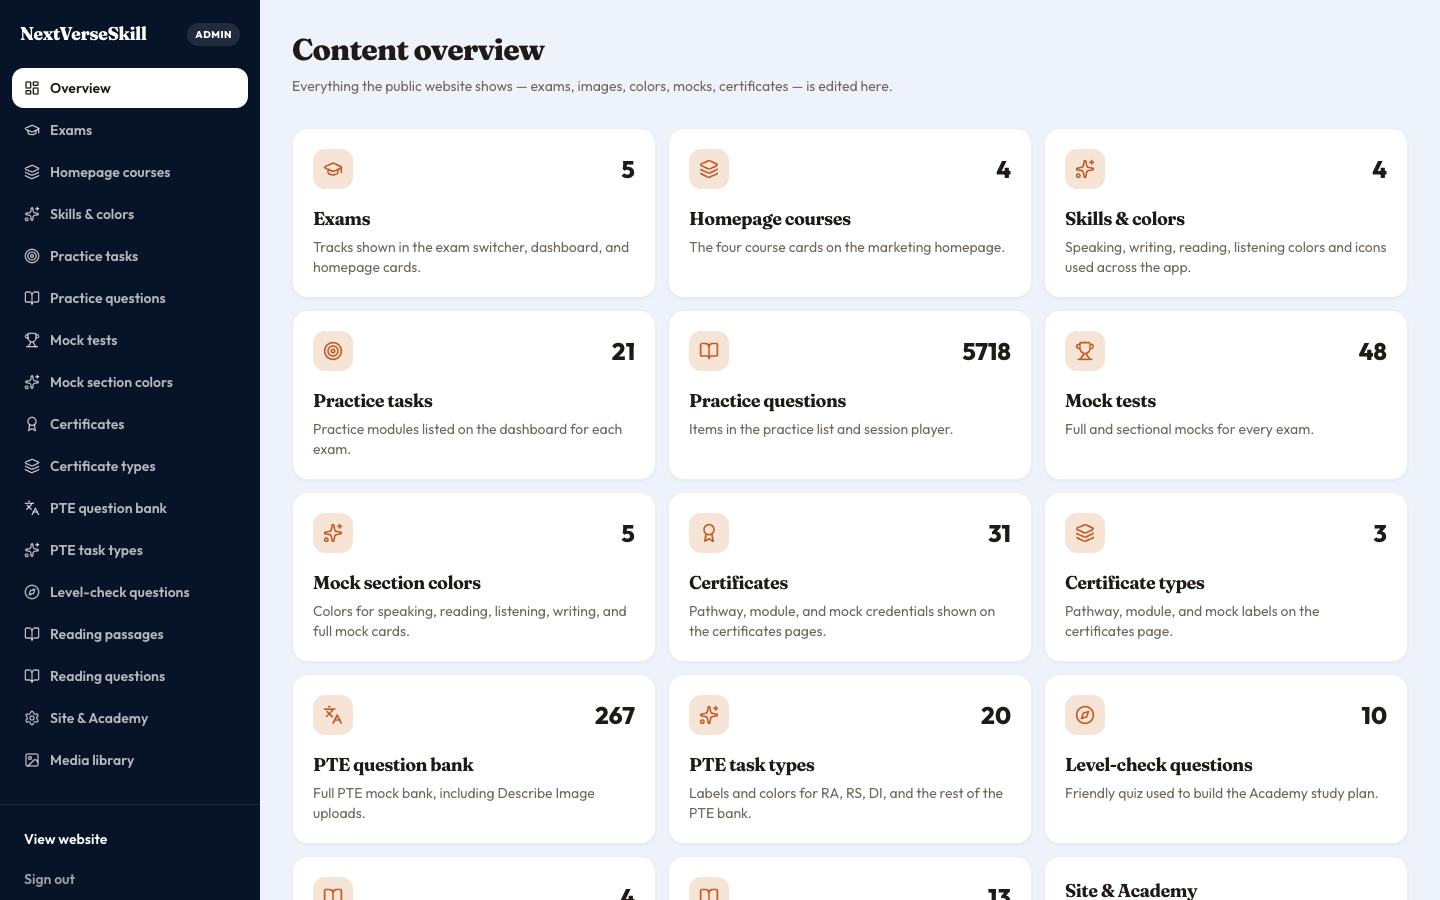 NextVerseSkill
ADMIN
Overview
Exams
Homepage courses
Skills & colors
Practice tasks
Practice questions
Mock tests
Mock section colors
Certificates
Certificate types
PTE question bank
PTE task types
Level-check questions
Reading passages
Reading questions
Site & Academy
Media library
View website
Sign out
Content overview
Everything the public website shows — exams, images, colors, mocks, certificates — is edited here.
5
Exams
Tracks shown in the exam switcher, dashboard, and
homepage cards.
4
Homepage courses
The four course cards on the marketing homepage.
4
Skills & colors
Speaking, writing, reading, listening colors and icons
used across the app.
21
Practice tasks
Practice modules listed on the dashboard for each
exam.
5718
Practice questions
Items in the practice list and session player.
48
Mock tests
Full and sectional mocks for every exam.
5
Mock section colors
Colors for speaking, reading, listening, writing, and
full mock cards.
31
Certificates
Pathway, module, and mock credentials shown on
the certificates pages.
3
Certificate types
Pathway, module, and mock labels on the
certificates page.
267
PTE question bank
Full PTE mock bank, including Describe Image
uploads.
20
PTE task types
Labels and colors for RA, RS, DI, and the rest of the
PTE bank.
10
Level-check questions
Friendly quiz used to build the Academy study plan.
4
13
Site & Academy